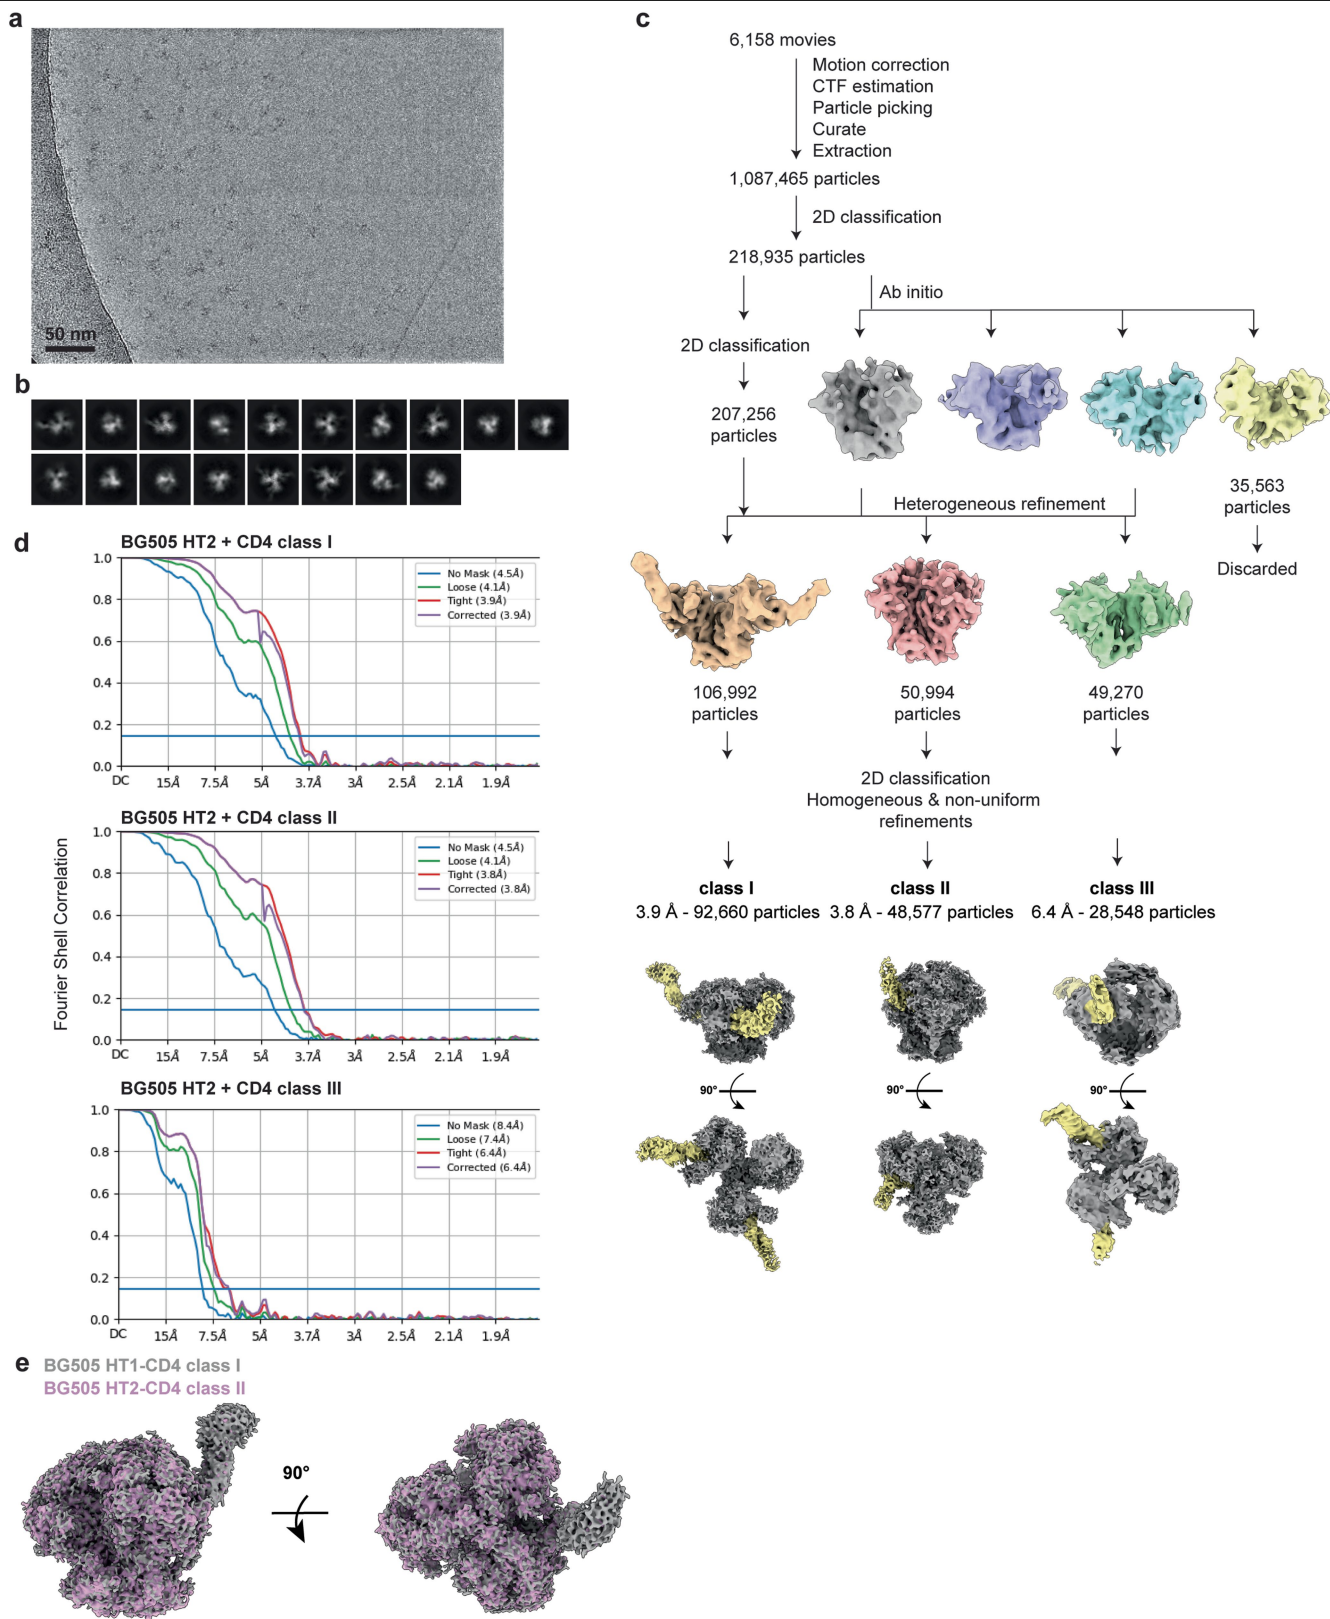 a
50 nm
b
c
6,158 movies
Motion correction
CTF estimation
Particle picking
Curate
Extraction
1,087,465 particles
2D classification
218,935 particles
Ab initio
2D classification
207,256
particles
35,563
particles
Discarded
Heterogeneous refinement
106,992
particles
50,994
particles
49,270
particles
2D classification
Homogeneous & non-uniform
refinements
class I
3.9 Å - 92,660 particles
class II
3.8 Å - 48,577 particles
class III
6.4 Å - 28,548 particles
90°
90°
90°
d
Fourier Shell Correlation
BG505 HT2 + CD4 class I
1.0
0.8
0.6
0.4
0.2
0.0
No Mask (4.5Å)
Loose (4.1Å)
Tight (3.9Å)
Corrected (3.9Å)
DC 15Å 7.5Å 5Å 3.7Å 3Å 2.5Å 2.1Å 1.9Å
BG505 HT2 + CD4 class II
1.0
0.8
0.6
0.4
0.2
0.0
No Mask (4.5Å)
Loose (4.1Å)
Tight (3.8Å)
Corrected (3.8Å)
DC 15Å 7.5Å 5Å 3.7Å 3Å 2.5Å 2.1Å 1.9Å
BG505 HT2 + CD4 class III
1.0
0.8
0.6
0.4
0.2
0.0
No Mask (8.4Å)
Loose (7.4Å)
Tight (6.4Å)
Corrected (6.4Å)
DC 15Å 7.5Å 5Å 3.7Å 3Å 2.5Å 2.1Å 1.9Å
e
BG505 HT1-CD4 class I
BG505 HT2-CD4 class II
90°